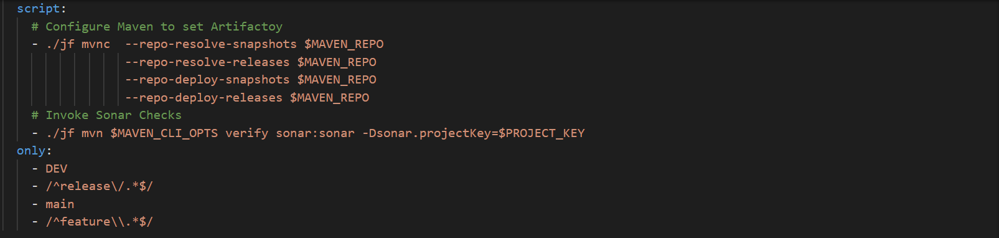 script:
# Configure Maven to set Artifactoy
- ./jf mvnc  --repo-resolve-snapshots $MAVEN_REPO
--repo-resolve-releases $MAVEN_REPO
--repo-deploy-snapshots $MAVEN_REPO
--repo-deploy-releases $MAVEN_REPO
# Invoke Sonar Checks
- ./jf mvn $MAVEN_CLI_OPTS verify sonar:sonar -Dsonar.projectKey=$PROJECT_KEY
only:
- DEV
- /^release\/.*$/
- main
- /^feature\\.*$/